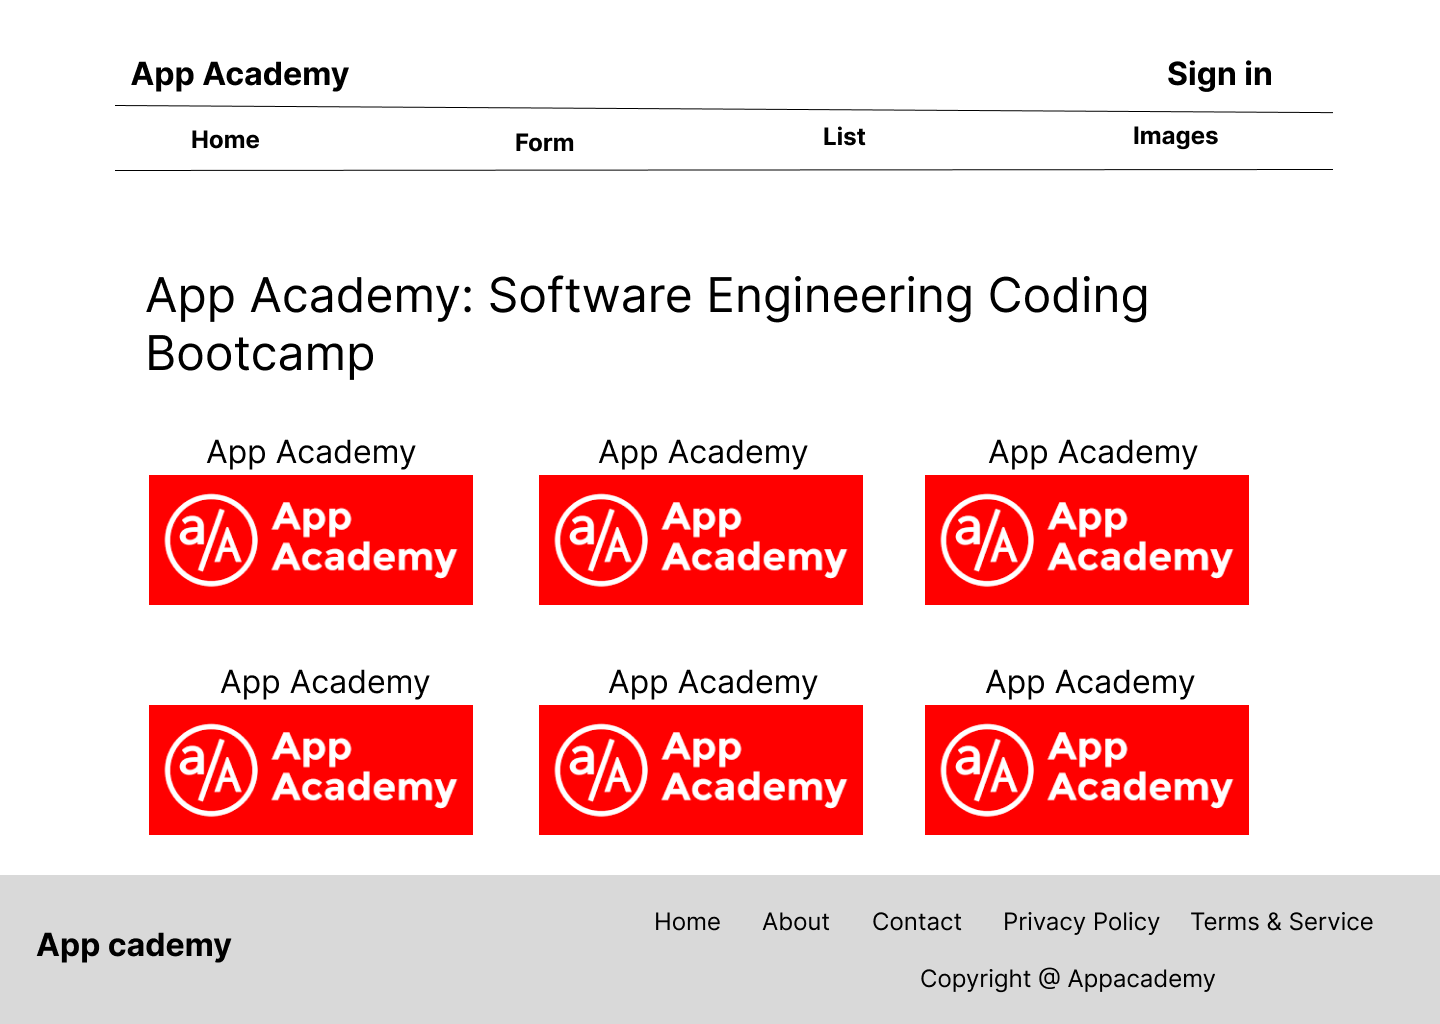 App Academy
Sign in
Home
Form
List
Images
App Academy: Software Engineering Coding
Bootcamp
App Academy
App Academy
App Academy
a/A App
Academy
a/A App
Academy
a/A App
Academy
App Academy
App Academy
App Academy
a/A App
Academy
a/A App
Academy
a/A App
Academy
App cademy
Home
About
Contact
Privacy Policy
Terms & Service
Copyright @ Appacademy